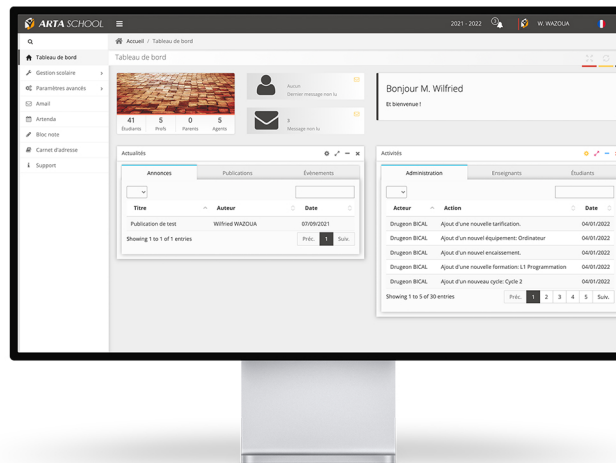 ARTA SCHOOL
2021 - 2022
W. WAZOUA
Accueil / Tableau de bord
Tableau de bord
Gestion scolaire
Paramètres avancés
Amail
Artenda
Bloc note
Carnet d'adresse
Support
Tableau de bord
41 5 0 5
Étudiants Profs Parents Agents
Aucun
Dernier message non lu
3
Message non lu
Bonjour M. Wilfried
Et bienvenue !
Actualités
Annonces Publications Évènements
Titre Auteur Date
Publication de test Wilfried WAZOUA 07/09/2021
Showing 1 to 1 of 1 entries
Préc. 1 Suiv.
Activités
Administration Enseignants Étudiants
Acteur Action Date
Drugeon BICAL Ajout d'une nouvelle tarification. 04/01/2022
Drugeon BICAL Ajout d'un nouvel équipement: Ordinateur 04/01/2022
Drugeon BICAL Ajout d'un nouvel encaissement. 04/01/2022
Drugeon BICAL Ajout d'une nouvelle formation: L1 Programmation 04/01/2022
Drugeon BICAL Ajout d'un nouveau cycle: Cycle 2 04/01/2022
Showing 1 to 5 of 30 entries
Préc. 1 2 3 4 5 Suiv.